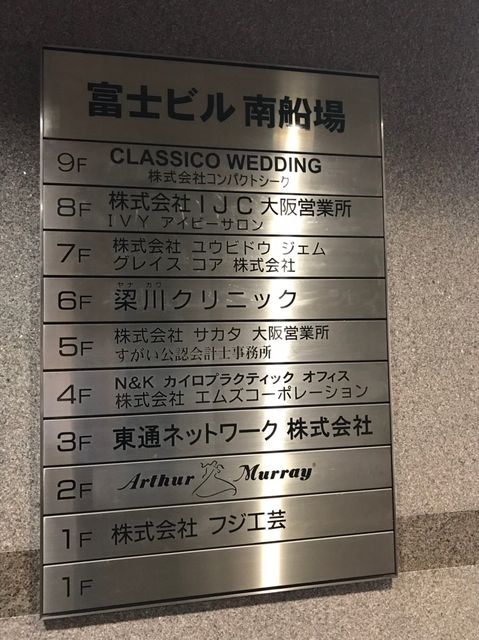 富士ビル 南船場
9F CLASSICO WEDDING
株式会社コンパクトシーク
8F 株式会社IJC 大阪営業所
IVY アイビーサロン
7F 株式会社 ユウビドウ ジェム
グレイス コア 株式会社
ヤナ ガワ
6F 梁川クリニック
5F 株式会社 サカタ 大阪営業所
すがい公認会計士事務所
4F N&K カイロプラクティック オフィス
株式会社 エムズコーポレーション
3F 東通ネットワーク 株式会社
2F Arthur Murray®
1F 株式会社 フジ工芸
1F